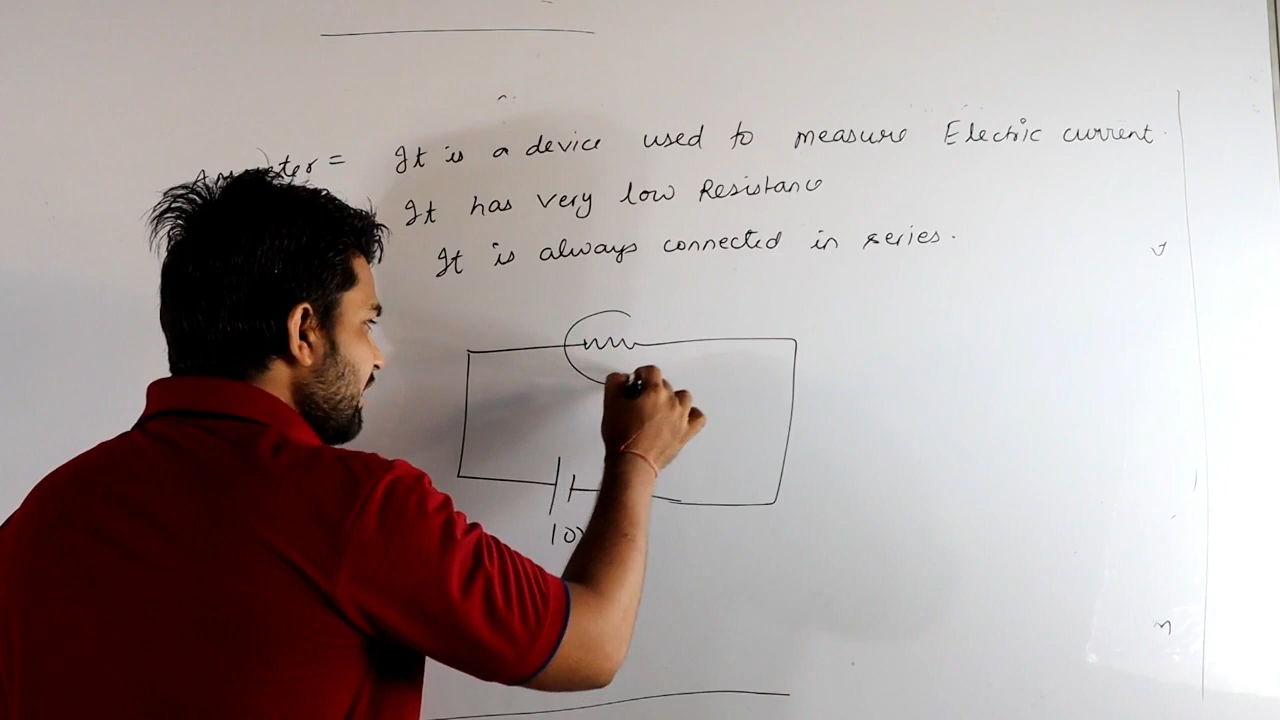 = It is a device used to measure Electric current.
It has very low Resistance
It is always connected in series.
10